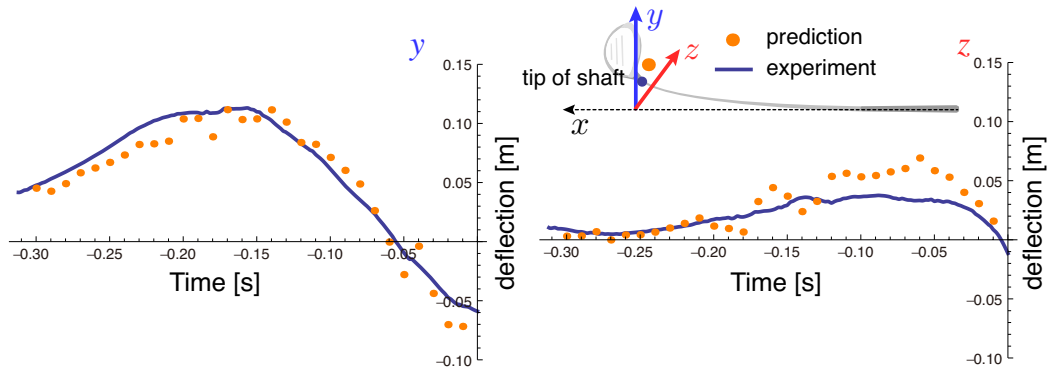 y
0.15
0.10
0.05
−0.05
−0.10
−0.30
−0.25
−0.20
−0.15
−0.10
−0.05
Time [s]
deflection [m]
y
z
tip of shaft
x
prediction
experiment
z
0.15
0.10
0.05
−0.05
−0.10
−0.30
−0.25
−0.20
−0.15
−0.10
−0.05
Time [s]
deflection [m]